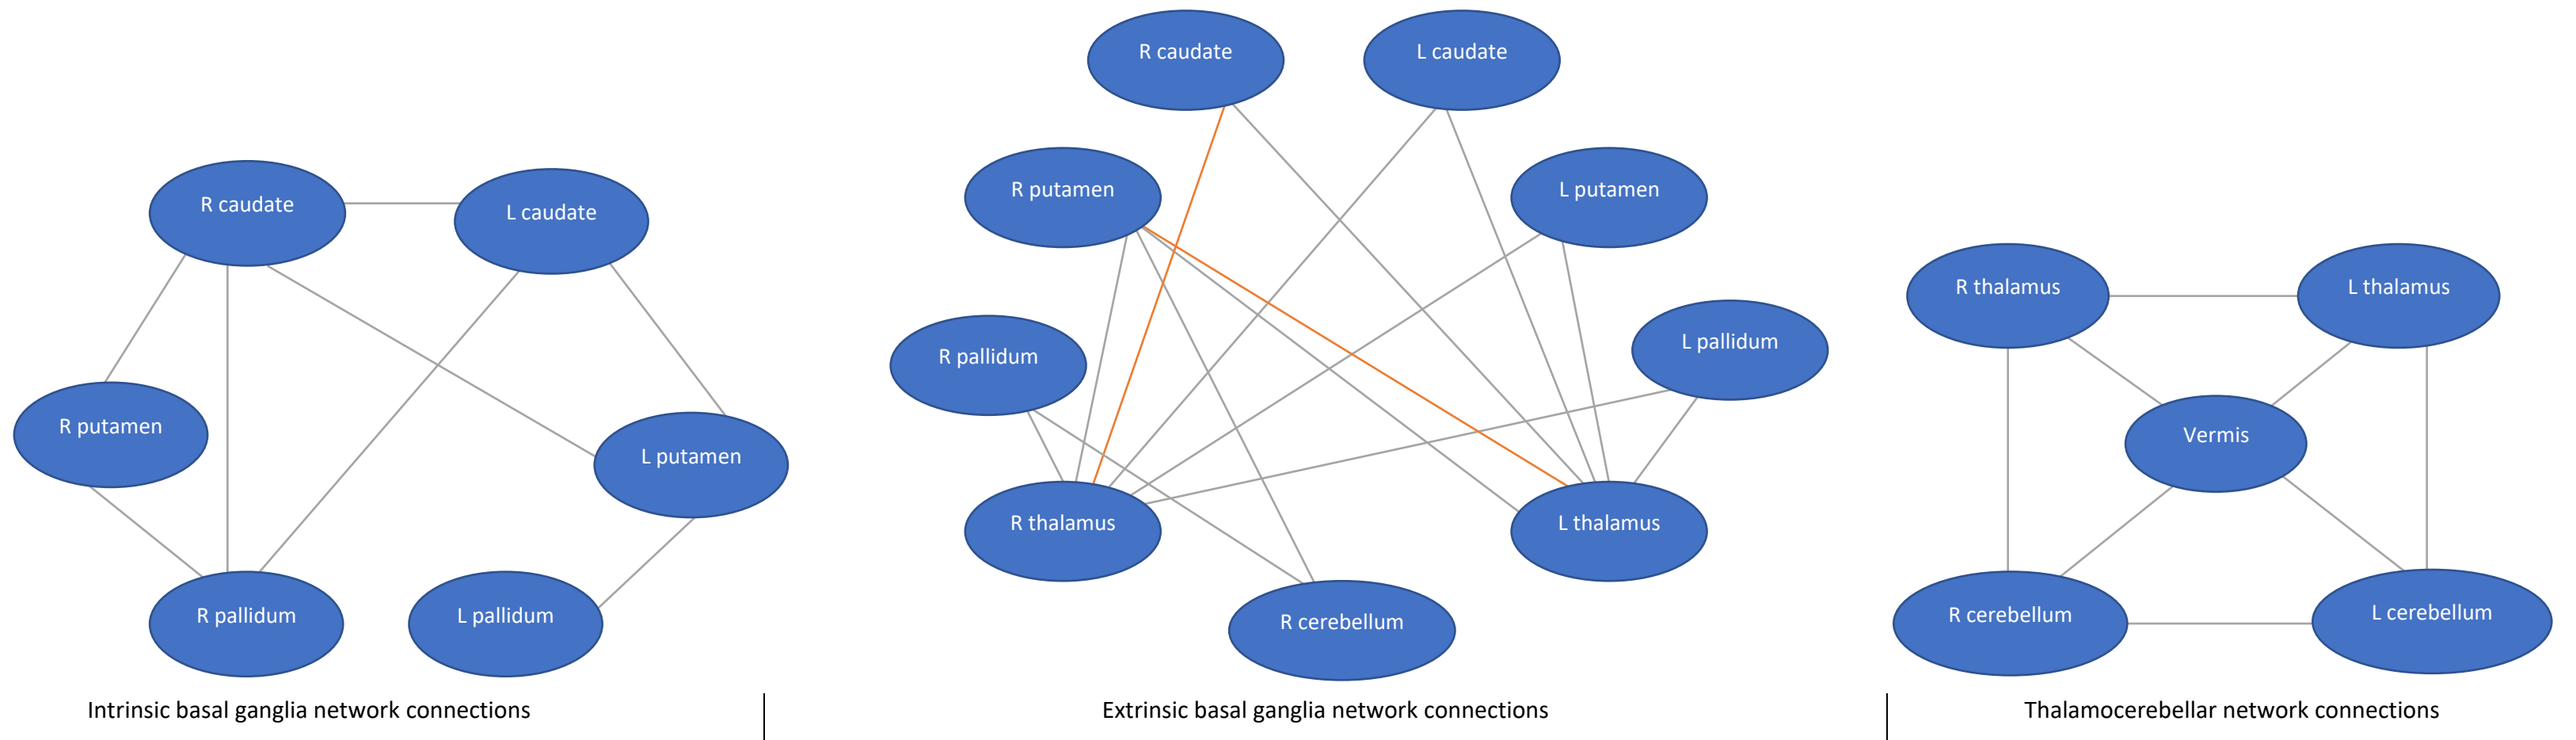 R caudate
L caudate
R putamen
L putamen
R pallidum
L pallidum
Intrinsic basal ganglia network connections
R caudate
L caudate
R putamen
L putamen
R pallidum
L pallidum
R thalamus
L thalamus
R cerebellum
Extrinsic basal ganglia network connections
R thalamus
L thalamus
Vermis
R cerebellum
L cerebellum
Thalamocerebellar network connections